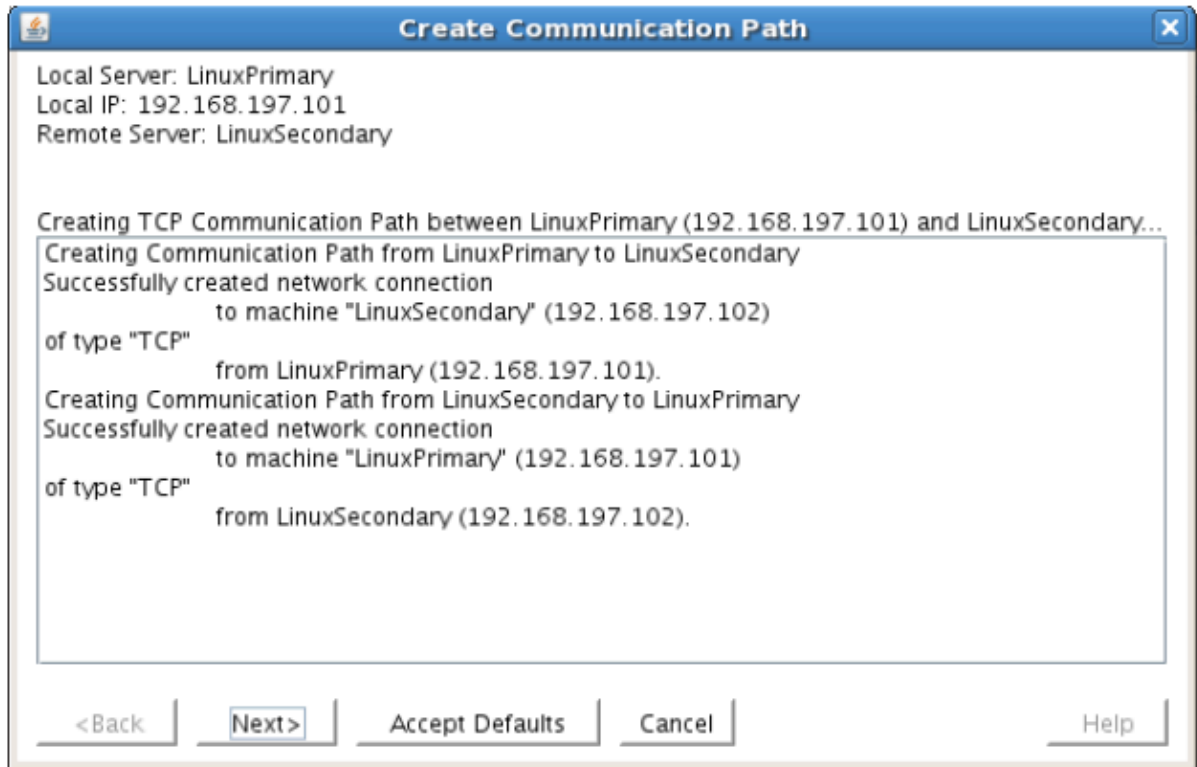 Create Communication Path
Local Server: LinuxPrimary
Local IP: 192.168.197.101
Remote Server: LinuxSecondary
Creating TCP Communication Path between LinuxPrimary (192.168.197.101) and LinuxSecondary...
Creating Communication Path from LinuxPrimary to LinuxSecondary
Successfully created network connection
to machine "LinuxSecondary" (192.168.197.102)
of type "TCP"
from LinuxPrimary (192.168.197.101).
Creating Communication Path from LinuxSecondary to LinuxPrimary
Successfully created network connection
to machine "LinuxPrimary" (192.168.197.101)
of type "TCP"
from LinuxSecondary (192.168.197.102).
<Back Next> Accept Defaults Cancel Help